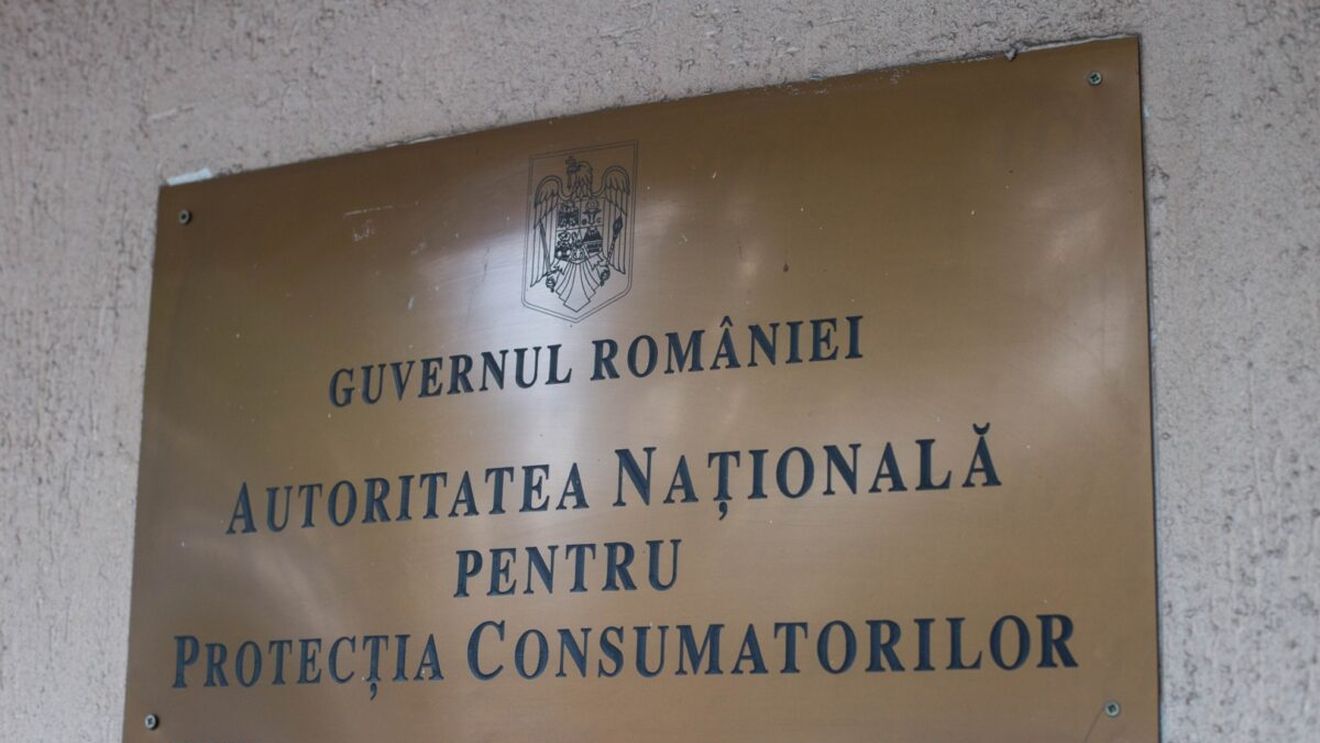 GUVERNUL ROMÂNIEI
AUTORITATEA NAȚIONALĂ
PENTRU
PROTECȚIA CONSUMATORILOR